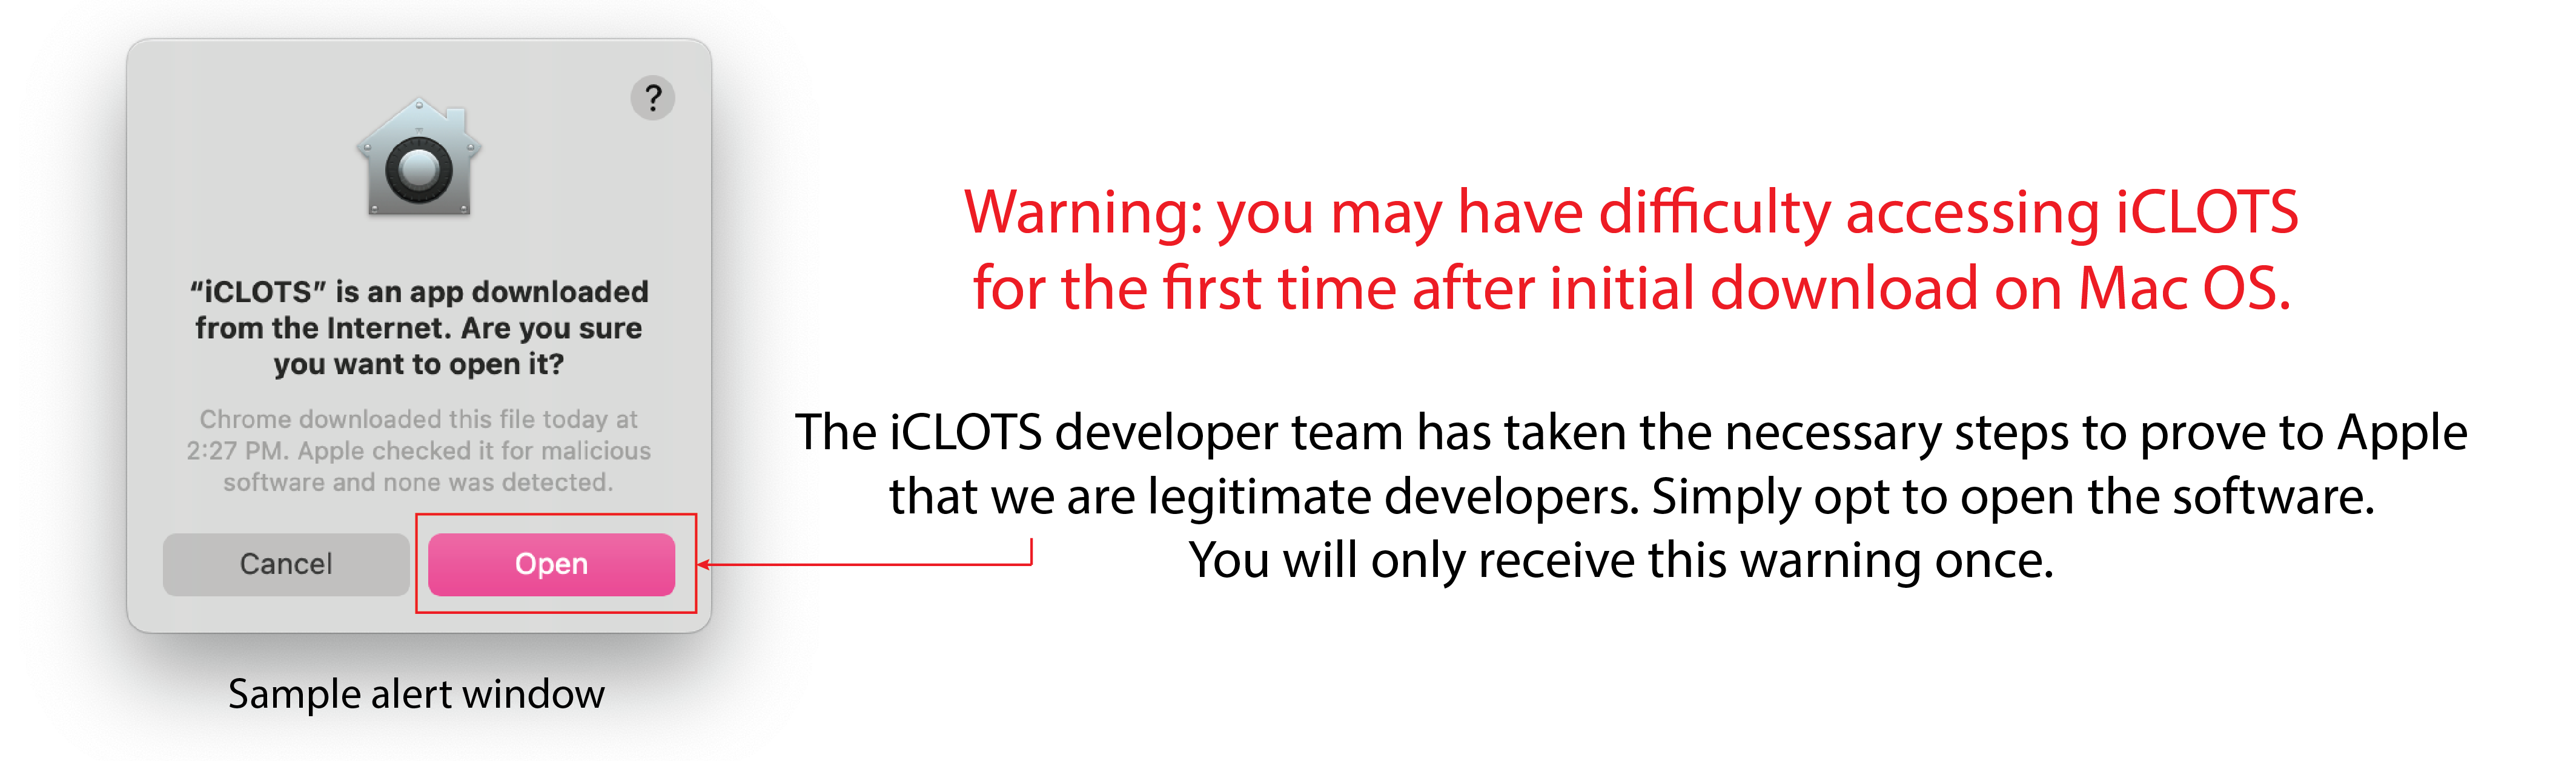 ?
“iCLOTS” is an app downloaded
from the Internet. Are you sure
you want to open it?
Chrome downloaded this file today at
2:27 PM. Apple checked it for malicious
software and none was detected.
Cancel
Open
Sample alert window
Warning: you may have difficulty accessing iCLOTS
for the first time after initial download on Mac OS.
The iCLOTS developer team has taken the necessary steps to prove to Apple
that we are legitimate developers. Simply opt to open the software.
You will only receive this warning once.